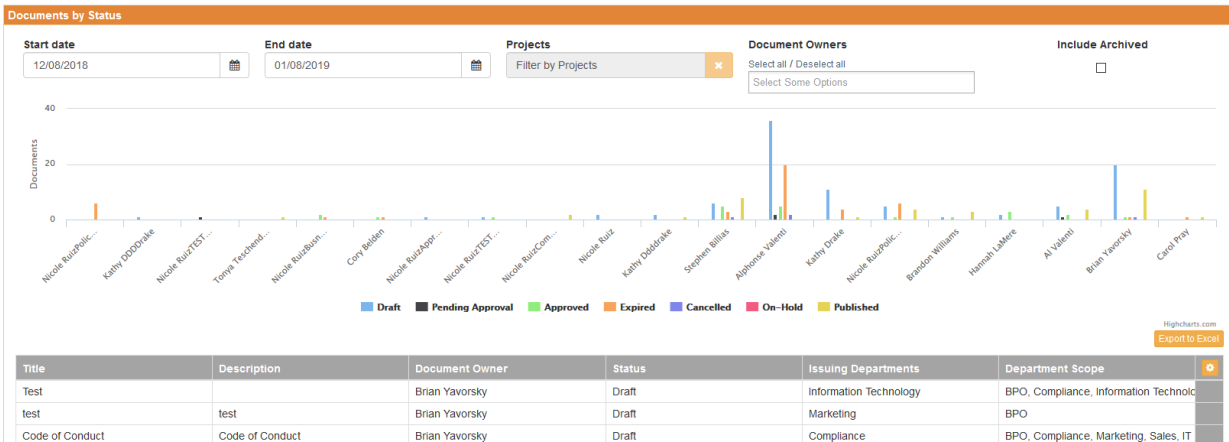 Documents by Status
Start date End date Projects Document Owners Include Archived
Select all / Deselect all
12/08/2018 01/08/2019 Filter by Projects Select Some Options
40
20
0
Documents
Nicole RuizPolic...
Kathy DDDDrake
Nicole RuizTEST...
Tonya Teschend...
Nicole RuizBusn...
Cory Belden
Nicole RuizAppr...
Nicole RuizTEST...
Nicole RuizCom...
Nicole Ruiz
Kathy Ddddrake
Stephen Billias
Alphonse Valenti
Kathy Drake
Nicole RuizPolic...
Brandon Williams
Hannah LaMere
Al Valenti
Brian Yavorsky
Carol Pray
Draft Pending Approval Approved Expired Cancelled On-Hold Published
Highcharts.com
Export to Excel
Title Description Document Owner Status Issuing Departments Department Scope
Test Brian Yavorsky Draft Information Technology BPO, Compliance, Information Technolo
test test Brian Yavorsky Draft Marketing BPO
Code of Conduct Code of Conduct Brian Yavorsky Draft Compliance BPO, Compliance, Marketing, Sales, IT